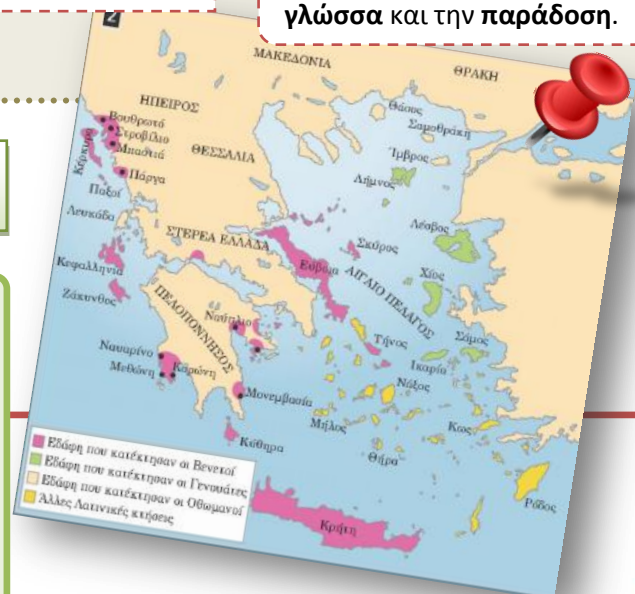 γλώσσα και την παράδοση.
2
ΜΑΚΕΔΟΝΙΑ
ΘΡΑΚΗ
ΗΠΕΙΡΟΣ
Θάσος
Σαμοθράκη
Βουθρωτό
Στροβίλιο
Μπαστιά
Κέρκυρα
ΘΕΣΣΑΛΙΑ
Ίμβρος
Λήμνος
Πάργα
Παξοί
Λευκάδα
ΣΤΕΡΕΑ ΕΛΛΑΔΑ
Λέσβος
Σκύρος
Εύβοια
ΑΙΓΑΙΟ ΠΕΛΑΓΟΣ
Χίος
Κεφαλληνία
Ζάκυνθος
ΠΕΛΟΠΟΝΝΗΣΟΣ
Ναύπλιο
Τήνος
Σάμος
Ικαρία
Ναυαρίνο
Μεθώνη
Κορώνη
Νάξος
Μονεμβασία
Μήλος
Κως
Κύθηρα
Θήρα
Ρόδος
Εδάφη που κατέκτησαν οι Βενετοί
Εδάφη που κατέκτησαν οι Γενουάτες
Εδάφη που κατέκτησαν οι Οθωμανοί
Άλλες Λατινικές κτήσεις
Κρήτη